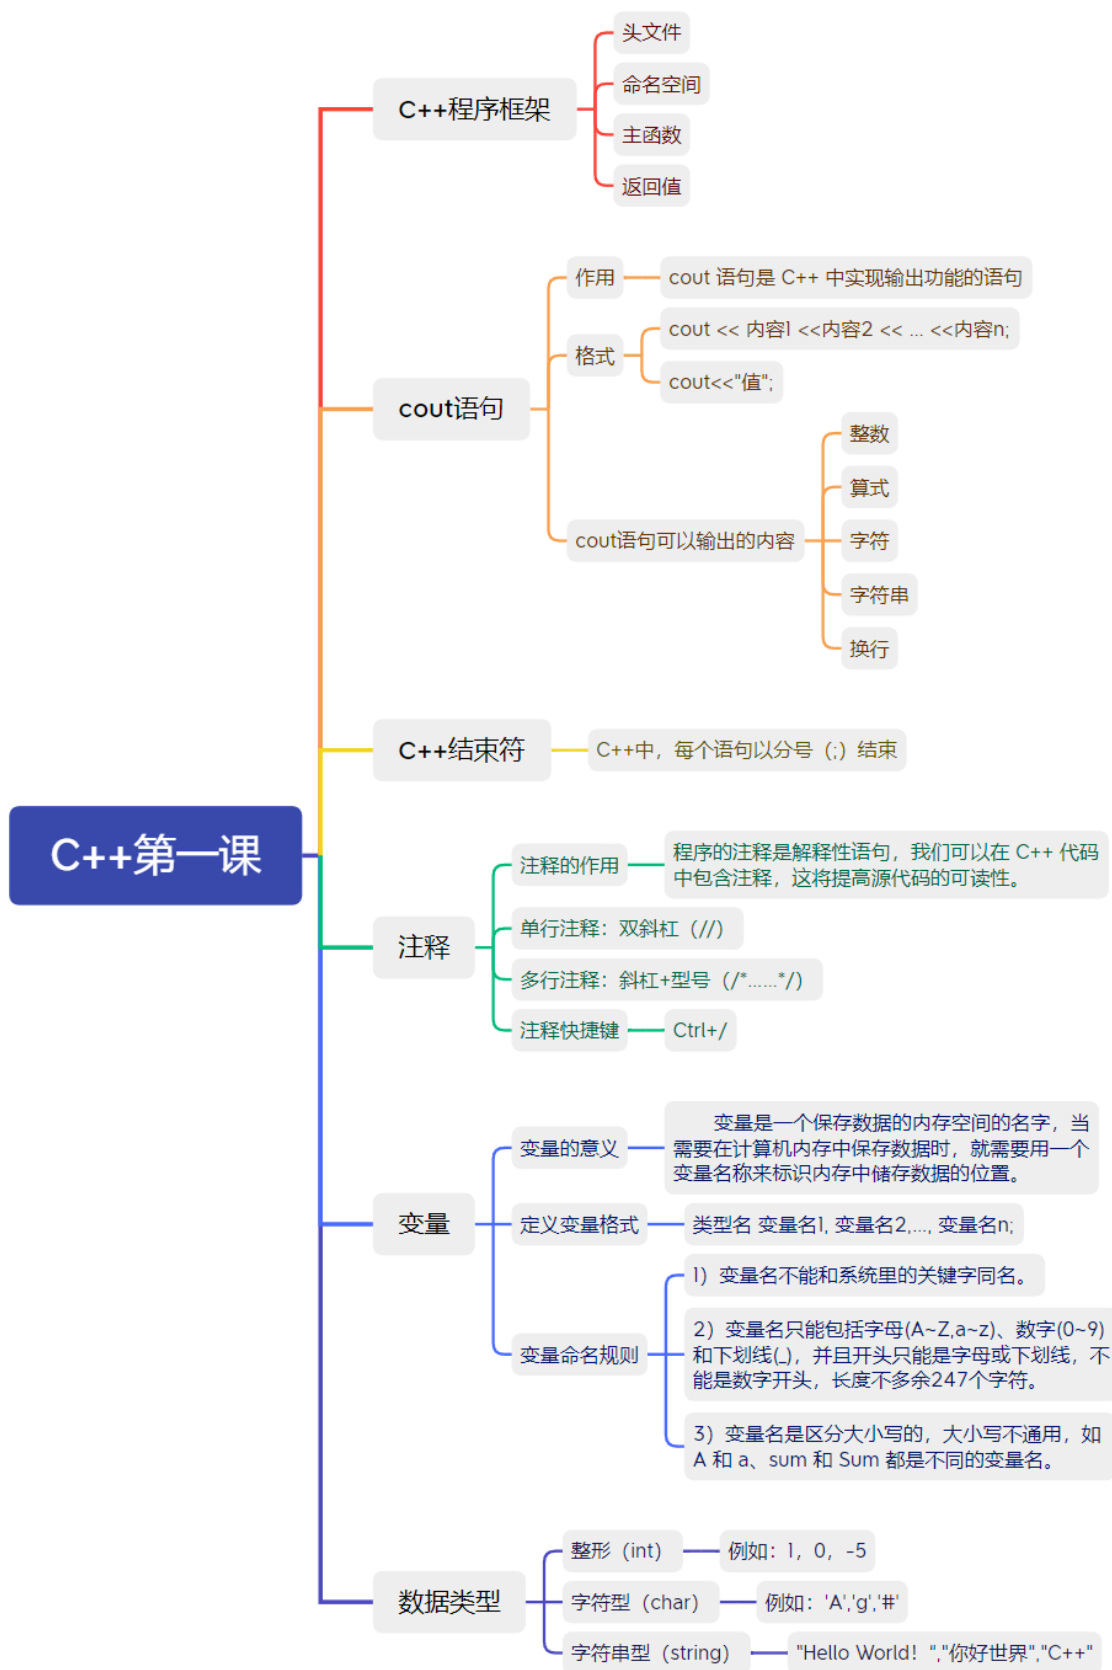 C++第一课
C++程序框架
头文件
命名空间
主函数
返回值
cout语句
作用
cout 语句是 C++ 中实现输出功能的语句
格式
cout << 内容1 <<内容2 << ... <<内容n;
cout<<"值";
cout语句可以输出的内容
整数
算式
字符
字符串
换行
C++结束符
C++中，每个语句以分号（;）结束
注释
注释的作用
程序的注释是解释性语句，我们可以在 C++ 代码
中包含注释，这将提高源代码的可读性。
单行注释：双斜杠（//）
多行注释：斜杠+型号（/*......*/）
注释快捷键
Ctrl+/
变量
变量的意义
变量是一个保存数据的内存空间的名字，当
需要在计算机内存中保存数据时，就需要用一个
变量名称来标识内存中储存数据的位置。
定义变量格式
类型名 变量名1, 变量名2,..., 变量名n;
变量命名规则
1）变量名不能和系统里的关键字同名。
2）变量名只能包括字母(A~Z,a~z)、数字(0~9)
和下划线(_)，并且开头只能是字母或下划线，不
能是数字开头，长度不多余247个字符。
3）变量名是区分大小写的，大小写不通用，如
A 和 a、sum 和 Sum 都是不同的变量名。
数据类型
整形（int）
例如：1，0，-5
字符型（char）
例如：'A','g','#'
字符串型（string）
"Hello World！“,"你好世界","C++"